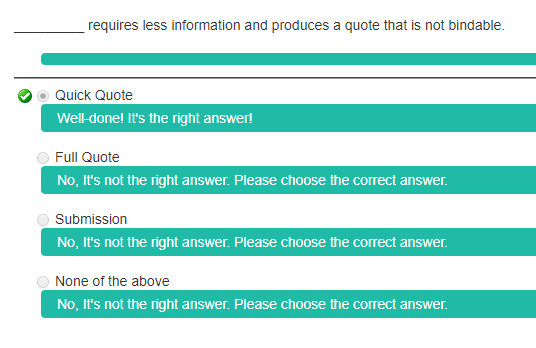 _________ requires less information and produces a quote that is not bindable.
Quick Quote
Well-done! It's the right answer!
Full Quote
No, It's not the right answer. Please choose the correct answer.
Submission
No, It's not the right answer. Please choose the correct answer.
None of the above
No, It's not the right answer. Please choose the correct answer.